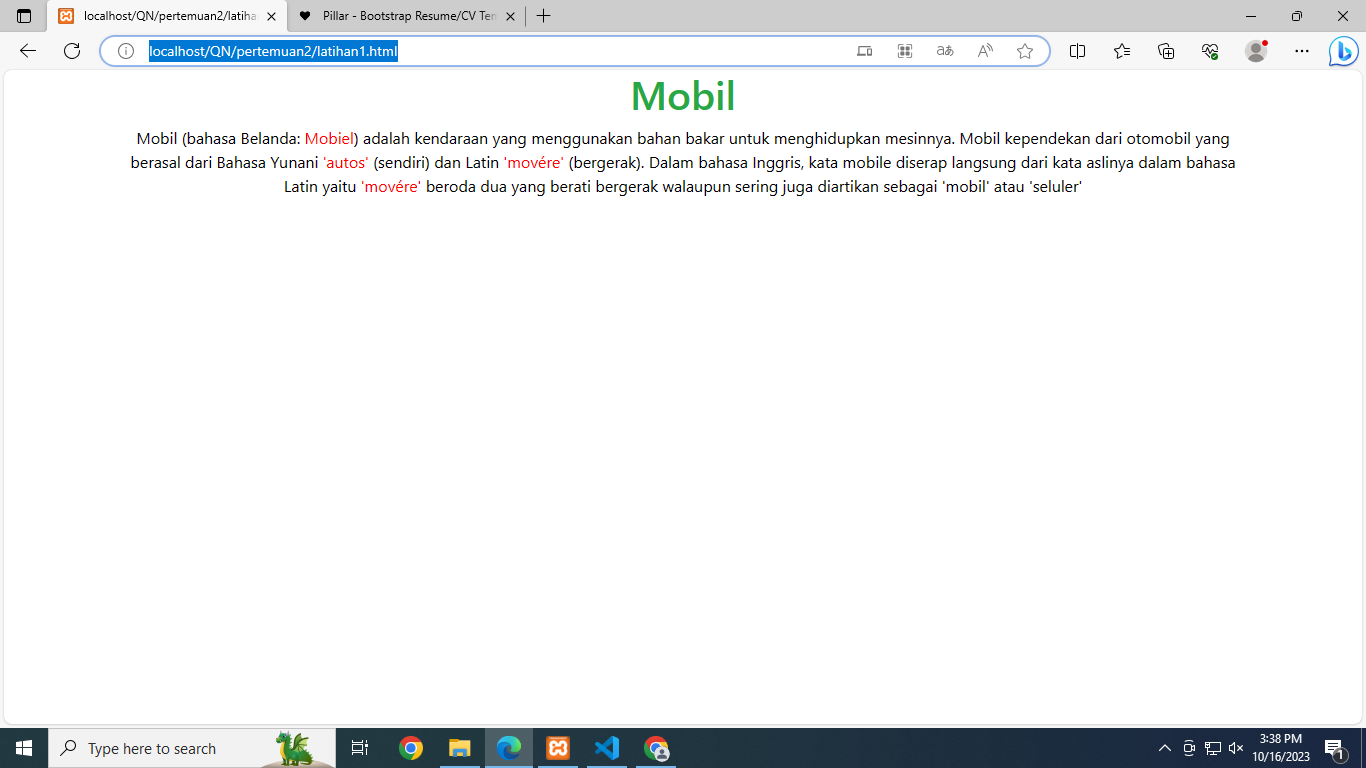 localhost/QN/pertemuan2/latiha
Pillar - Bootstrap Resume/CV Tem
localhost/QN/pertemuan2/latihan1.html
Mobil
Mobil (bahasa Belanda: Mobiel) adalah kendaraan yang menggunakan bahan bakar untuk menghidupkan mesinnya. Mobil kependekan dari otomobil yang
berasal dari Bahasa Yunani 'autos' (sendiri) dan Latin 'movére' (bergerak). Dalam bahasa Inggris, kata mobile diserap langsung dari kata aslinya dalam bahasa
Latin yaitu 'movére' beroda dua yang berati bergerak walaupun sering juga diartikan sebagai 'mobil' atau 'seluler'
Type here to search
3:38 PM
10/16/2023
1